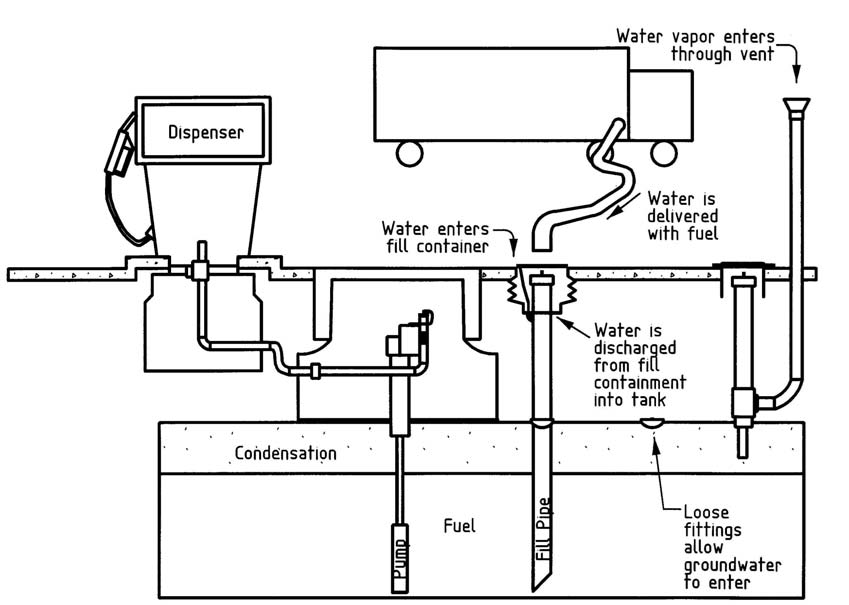 Water vapor enters
through vent
Dispenser
Water is
delivered
with fuel
Water enters
fill container
Water is
discharged
from fill
containment
into tank
Condensation
Fuel
Pump
Fill Pipe
Loose
fittings
allow
groundwater
to enter